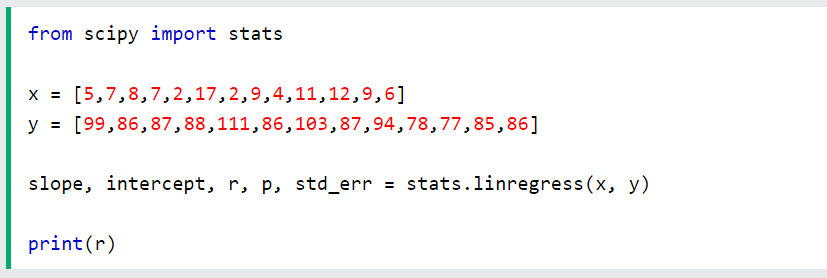 from scipy import stats
x = [5,7,8,7,2,17,2,9,4,11,12,9,6]
y = [99,86,87,88,111,86,103,87,94,78,77,85,86]
slope, intercept, r, p, std_err = stats.linregress(x, y)
print(r)